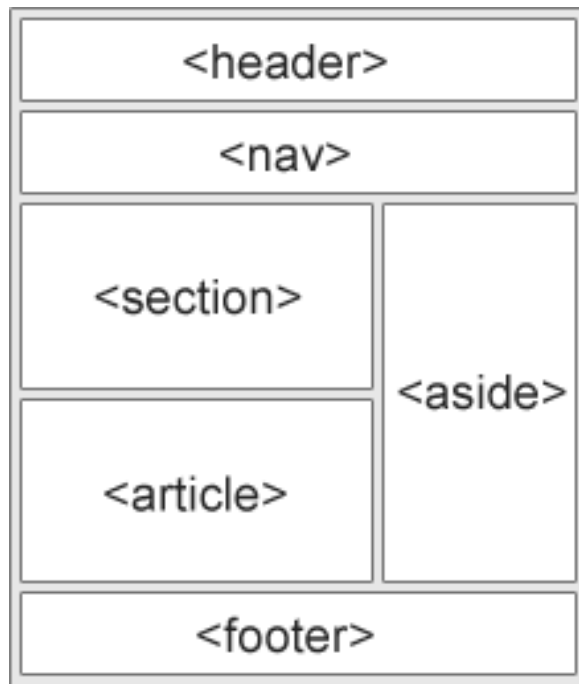 <header>
<nav>
<section>
<aside>
<article>
<footer>